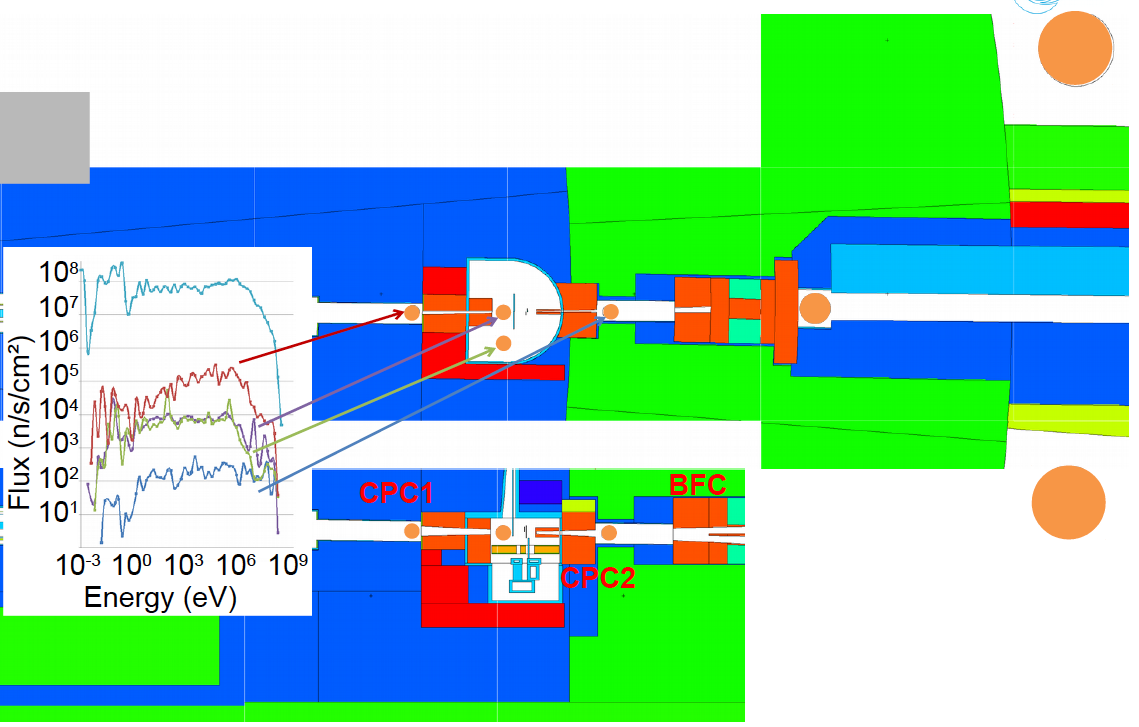 10⁸
10⁷
10⁶
10⁵
10⁴
10³
10²
10¹
Flux (n/s/cm²)
10⁻³ 10⁰ 10³ 10⁶ 10⁹
Energy (eV)
CPC1
BFC
CPC2